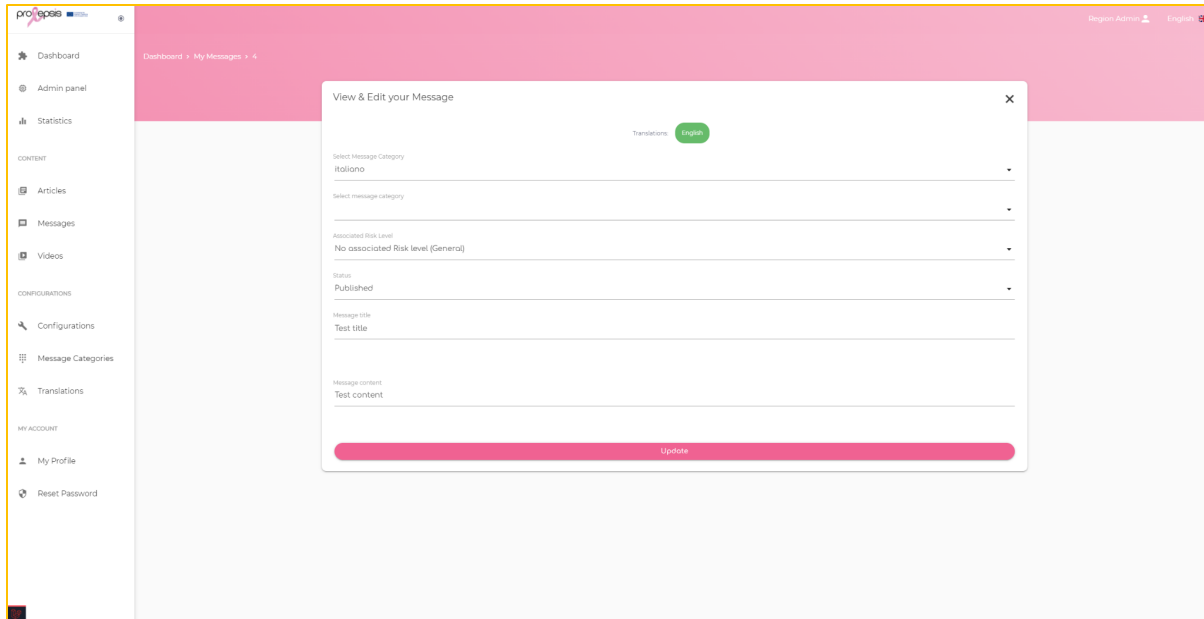 prolepsis
Region Admin
English
Dashboard
Dashboard > My Messages > 4
Admin panel
View & Edit your Message
Statistics
Translations: English
CONTENT
Select Message Category
italiano
Articles
Select message category
Messages
Associated Risk Level
No associated Risk level (General)
Videos
Status
Published
CONFIGURATIONS
Message title
Test title
Configurations
Message Categories
Message content
Test content
Translations
MY ACCOUNT
Update
My Profile
Reset Password